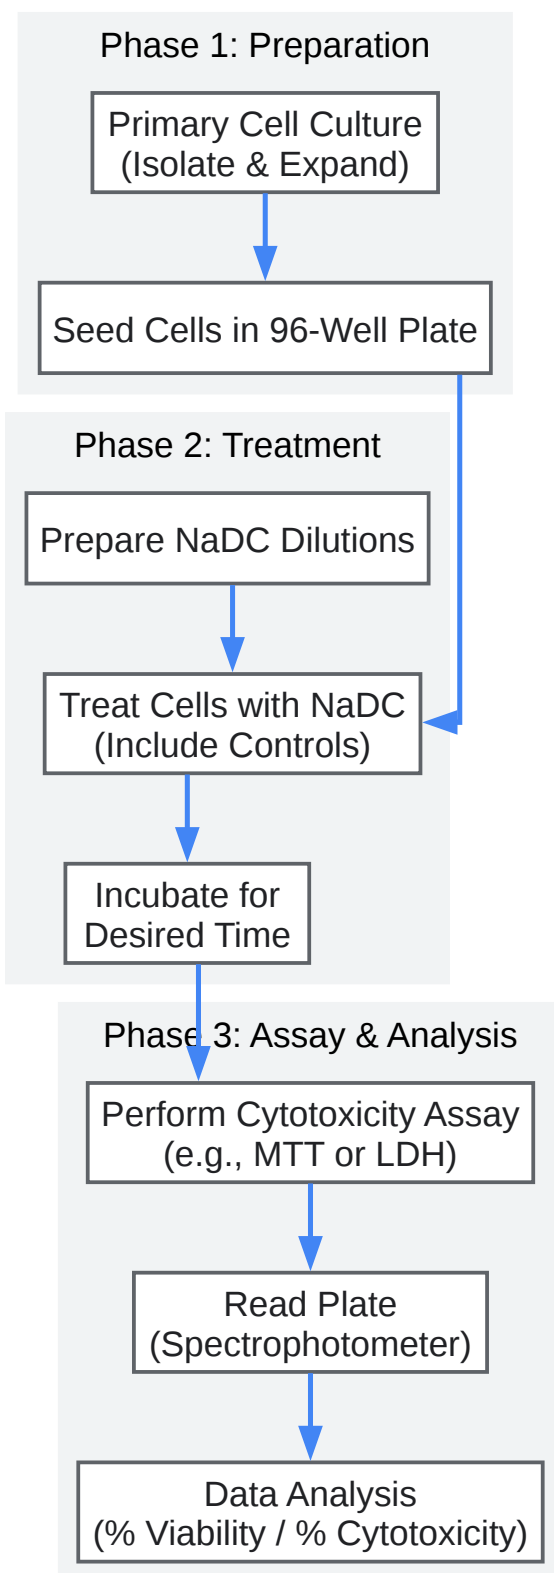 Phase 1: Preparation
Primary Cell Culture
(Isolate & Expand)
Seed Cells in 96-Well Plate
Phase 2: Treatment
Prepare NaDC Dilutions
Treat Cells with NaDC
(Include Controls)
Incubate for
Desired Time
Phase 3: Assay & Analysis
Perform Cytotoxicity Assay
(e.g., MTT or LDH)
Read Plate
(Spectrophotometer)
Data Analysis
(% Viability / % Cytotoxicity)